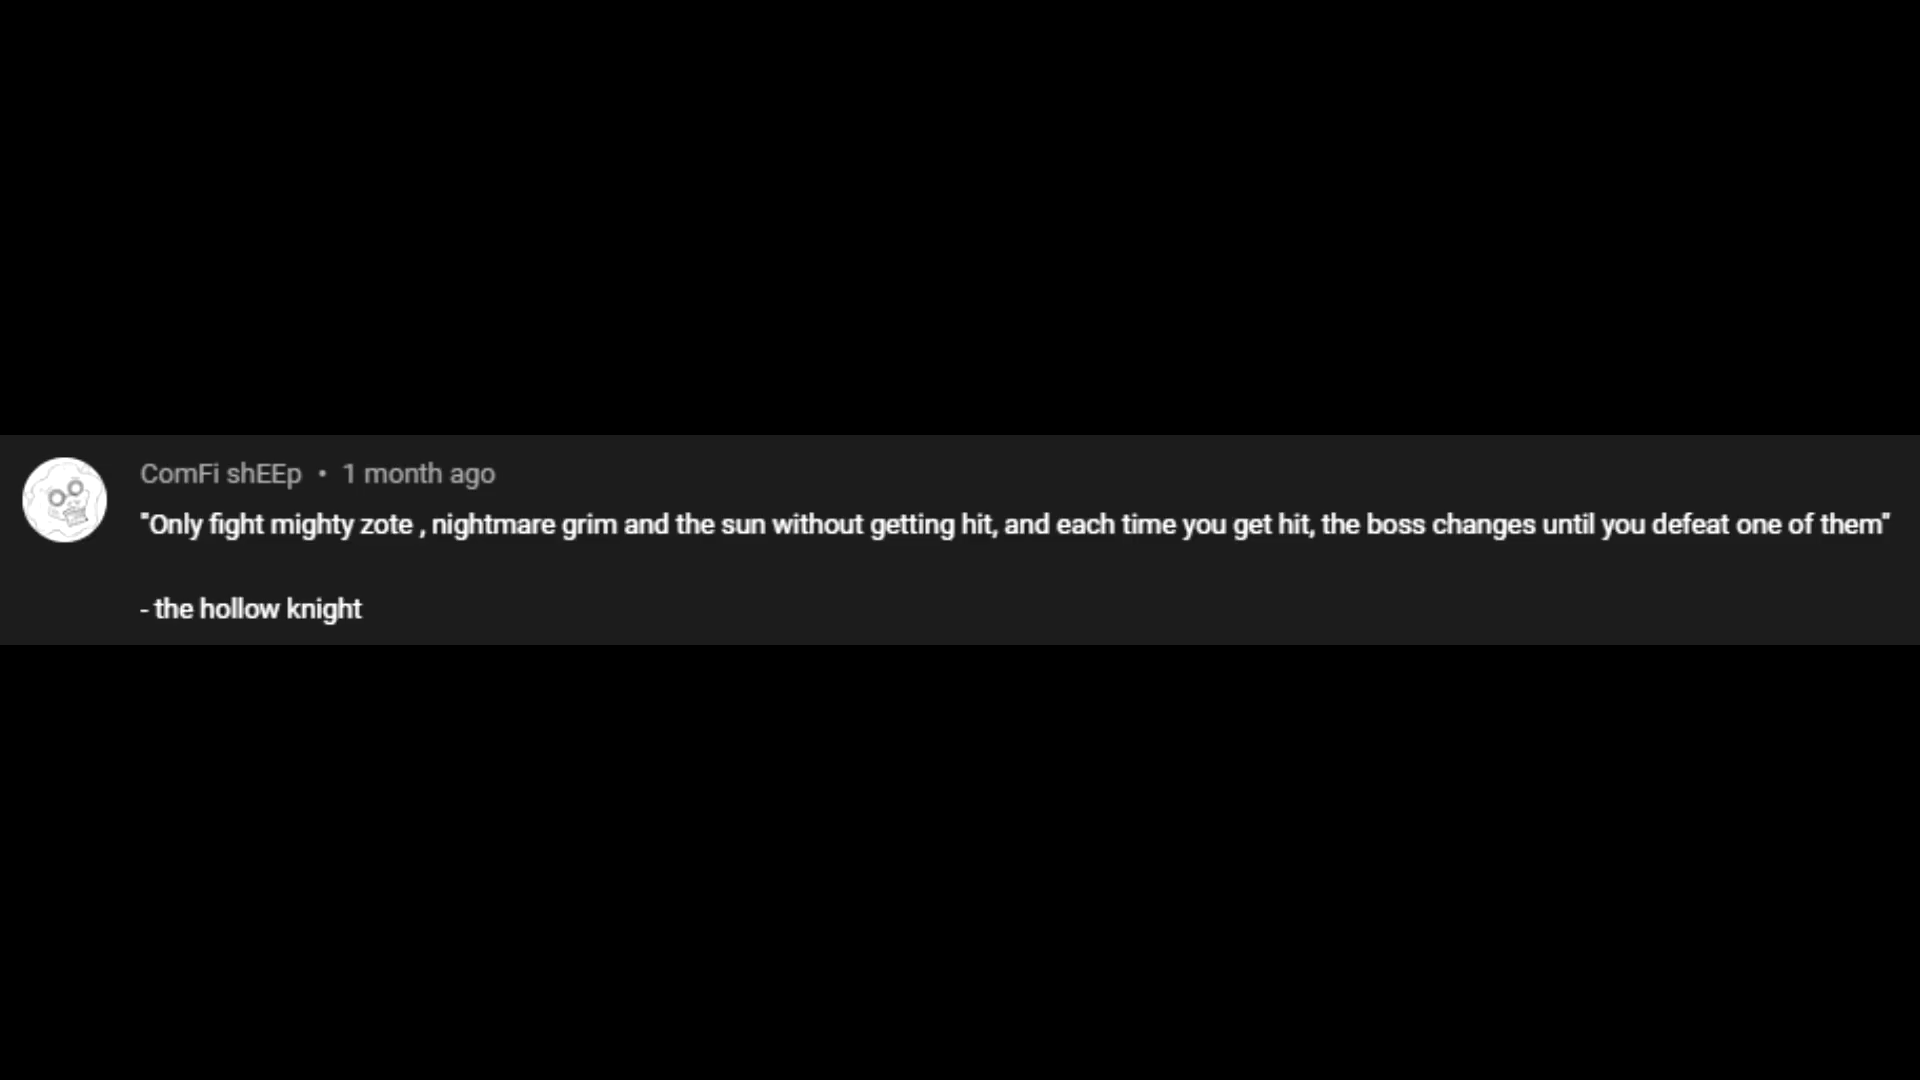 ComFi shEEp • 1 month ago
"Only fight mighty zote , nightmare grim and the sun without getting hit, and each time you get hit, the boss changes until you defeat one of them"
- the hollow knight